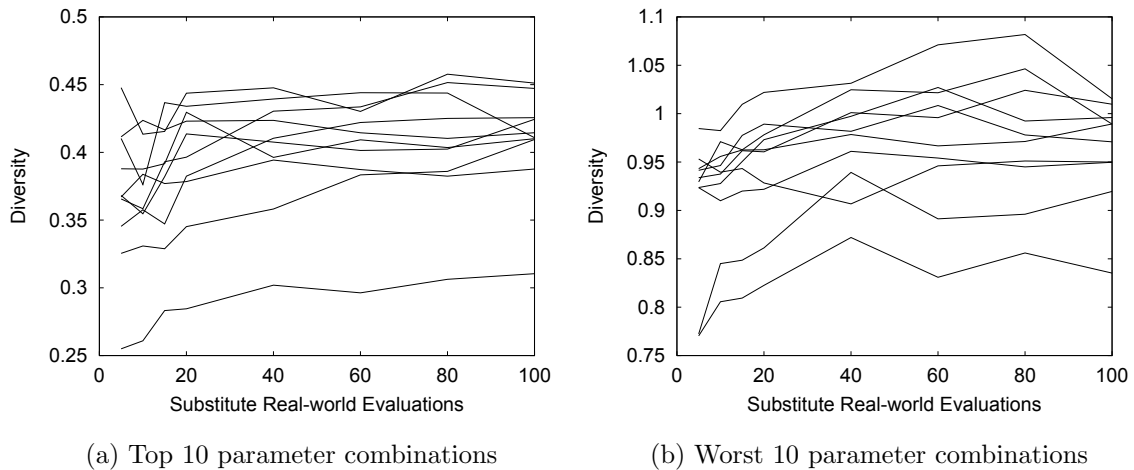 0.5
0.45
0.4
0.35
0.3
0.25
0 20 40 60 80 100
Diversity
Substitute Real-world Evaluations
(a) Top 10 parameter combinations
1.1
1.05
1
0.95
0.9
0.85
0.8
0.75
0 20 40 60 80 100
Diversity
Substitute Real-world Evaluations
(b) Worst 10 parameter combinations